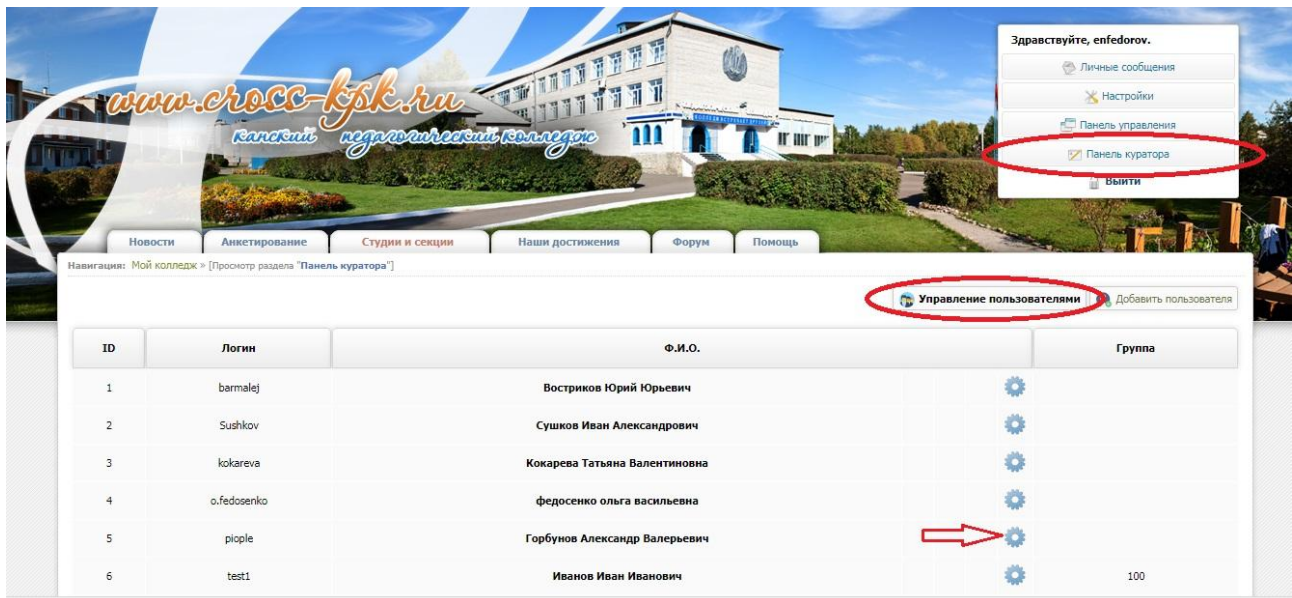 Здравствуйте, enfedorov.
Личные сообщения
Настройки
Панель управления
Панель куратора
Выйти
www.cross-kpk.ru
канский педагогический колледж
Новости Анкетирование Студии и секции Наши достижения Форум Помощь
Навигация: Мой колледж » [Просмотр раздела "Панель куратора"]
Управление пользователями Добавить пользователя
ID Логин Ф.И.О. Группа
1 barmalej Востриков Юрий Юрьевич
2 Sushkov Сушков Иван Александрович
3 kokareva Кокарева Татьяна Валентиновна
4 o.fedosenko федосенко ольга васильевна
5 piople Горбунов Александр Валерьевич
6 test1 Иванов Иван Иванович 100